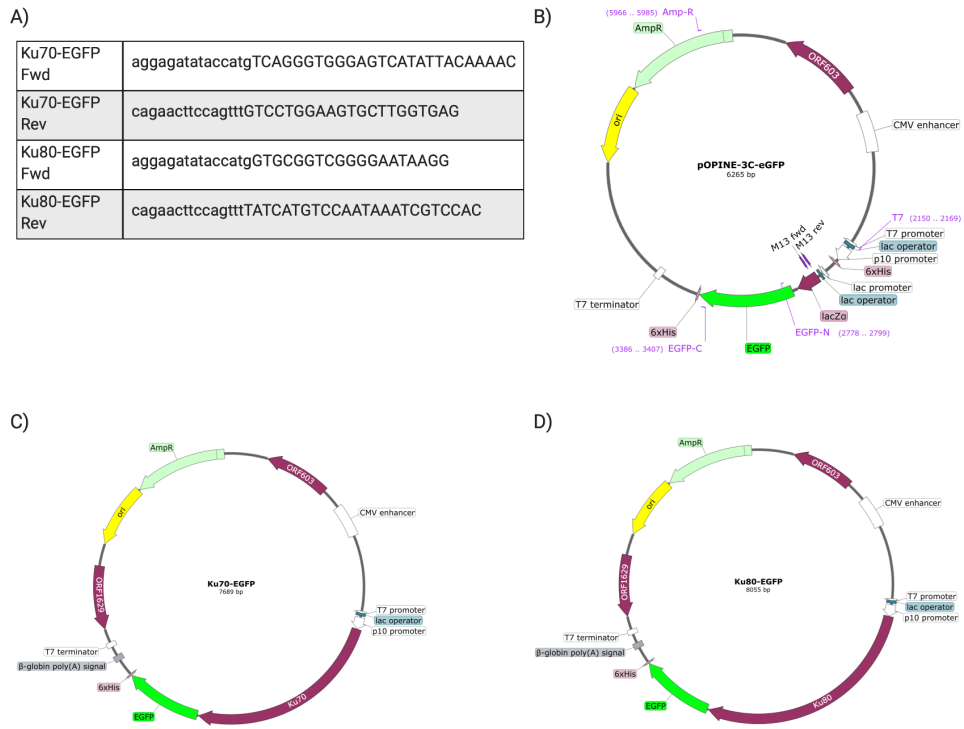 A)
Ku70-EGFP
Fwd
aggagatataccatgTCAGGGTGGGAGTCATATTACAAAAC
Ku70-EGFP
Rev
cagaacttccagtttGTCCTGGAAGTGCTTGGTGAG
Ku80-EGFP
Fwd
aggagatataccatgGTGCGGTCGGGGAATAAGG
Ku80-EGFP
Rev
cagaacttccagtttTATCATGTCCAATAAATCGTCCAC
B)
(5966 .. 5985) Amp-R
AmpR
ORF603
ori
CMV enhancer
pOPINE-3C-eGFP
6265 bp
T7 (2150 .. 2169)
M13 fwd
M13 rev
T7 promoter
lac operator
p10 promoter
6xHis
lac promoter
lac operator
lacZα
T7 terminator
6xHis
EGFP-N (2778 .. 2799)
(3386 .. 3407) EGFP-C
EGFP
C)
AmpR
ORF603
ori
CMV enhancer
Ku70-EGFP
7689 bp
ORF1629
T7 promoter
lac operator
p10 promoter
T7 terminator
β-globin poly(A) signal
6xHis
EGFP
Ku70
D)
AmpR
ORF603
ori
CMV enhancer
Ku80-EGFP
8055 bp
ORF1629
T7 promoter
lac operator
p10 promoter
T7 terminator
β-globin poly(A) signal
6xHis
EGFP
Ku80